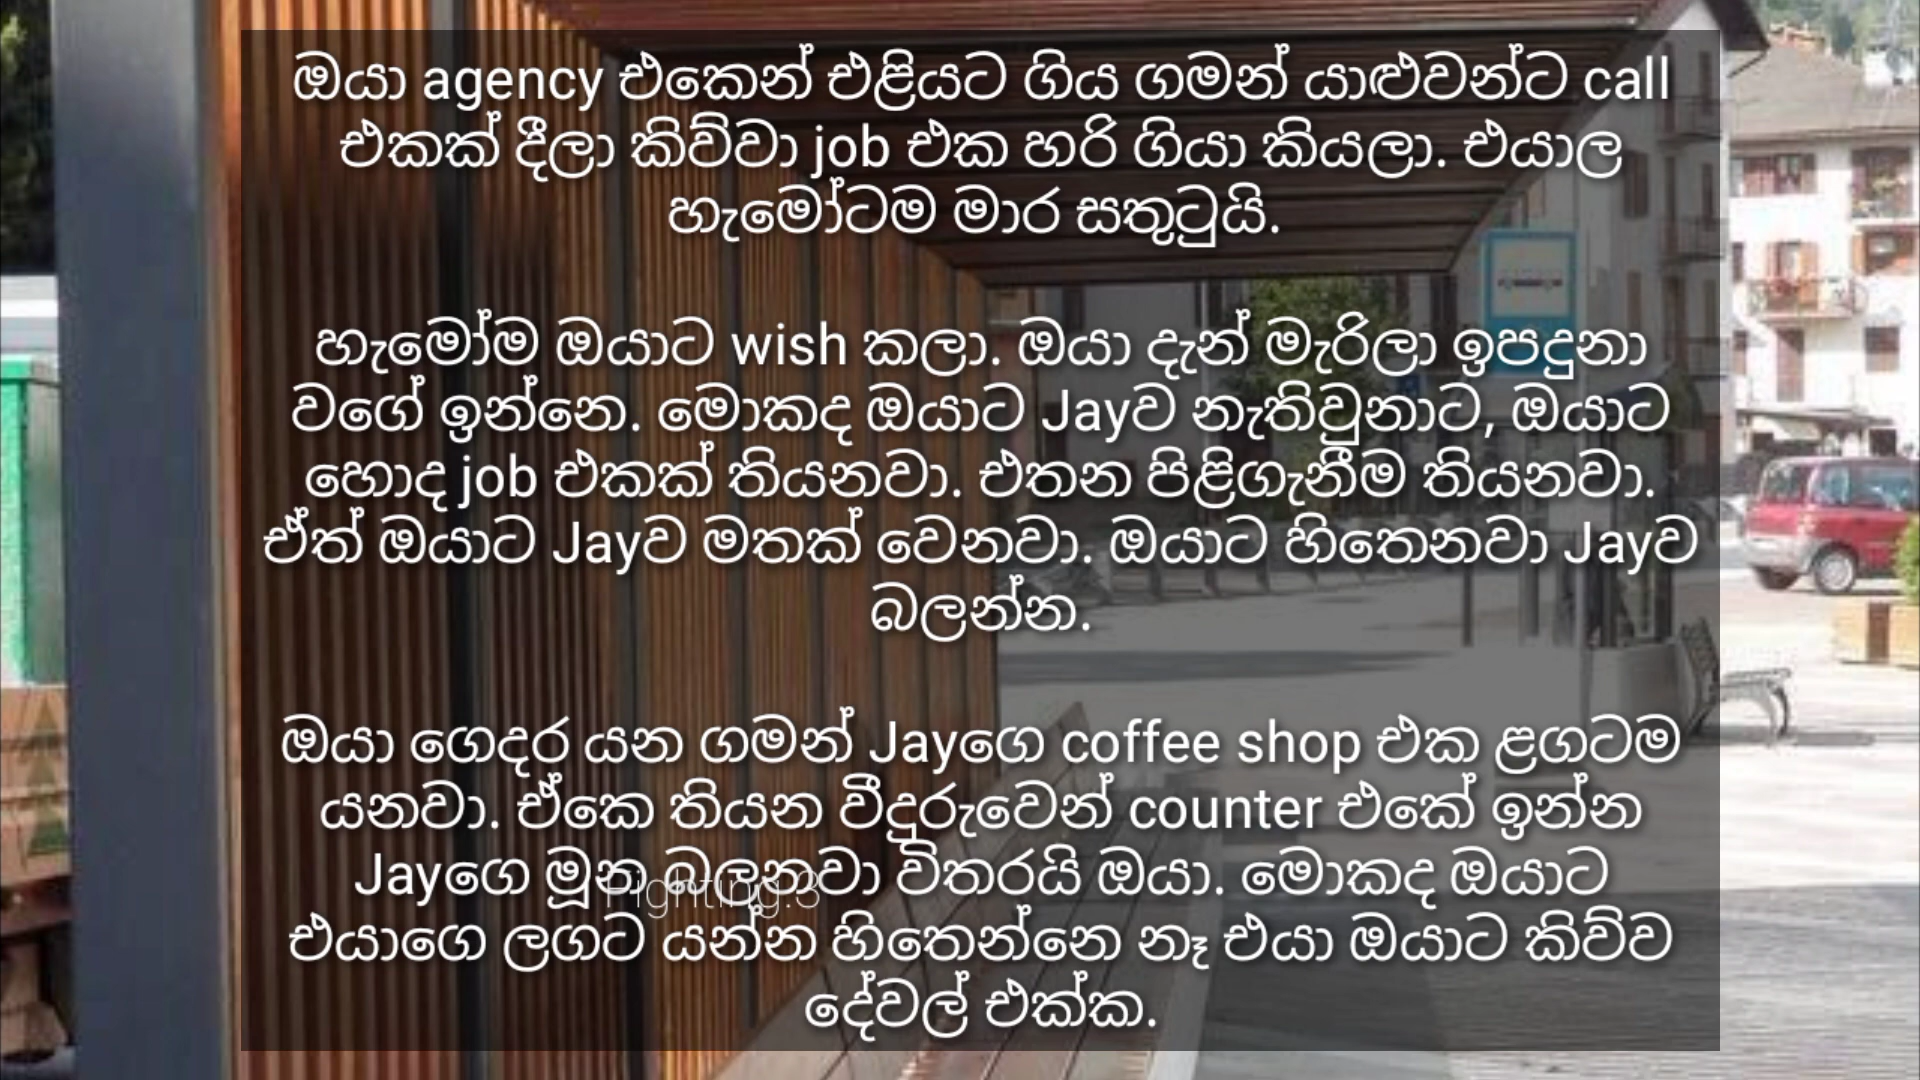 ඔයා agency එකෙන් එළියට ගිය ගමන් යාළුවන්ට call
එකක් දීලා කිව්වා job එක හරි ගියා කියලා. එයාල
හැමෝටම මාර සතුටුයි.
හැමෝම ඔයාට wish කලා. ඔයා දැන් මැරිලා ඉපදුනා
වගේ ඉන්නෙ. මොකද ඔයාට Jayව නැතිවුනාට, ඔයාට
හොද job එකක් තියනවා. එතන පිළිගැනීම තියනවා.
ඒත් ඔයාට Jayව මතක් වෙනවා. ඔයාට හිතෙනවා Jayව
බලන්න.
ඔයා ගෙදර යන ගමන් Jayගෙ coffee shop එක ළගටම
යනවා. ඒකෙ තියන වීදුරුවෙන් counter එකේ ඉන්න
Jayගෙ මූන බලනවා විතරයි ඔයා. මොකද ඔයාට
එයාගෙ ලගට යන්න හිතෙන්නෙ නෑ එයා ඔයාට කිව්ව
දේවල් එක්ක.
Fighting:3